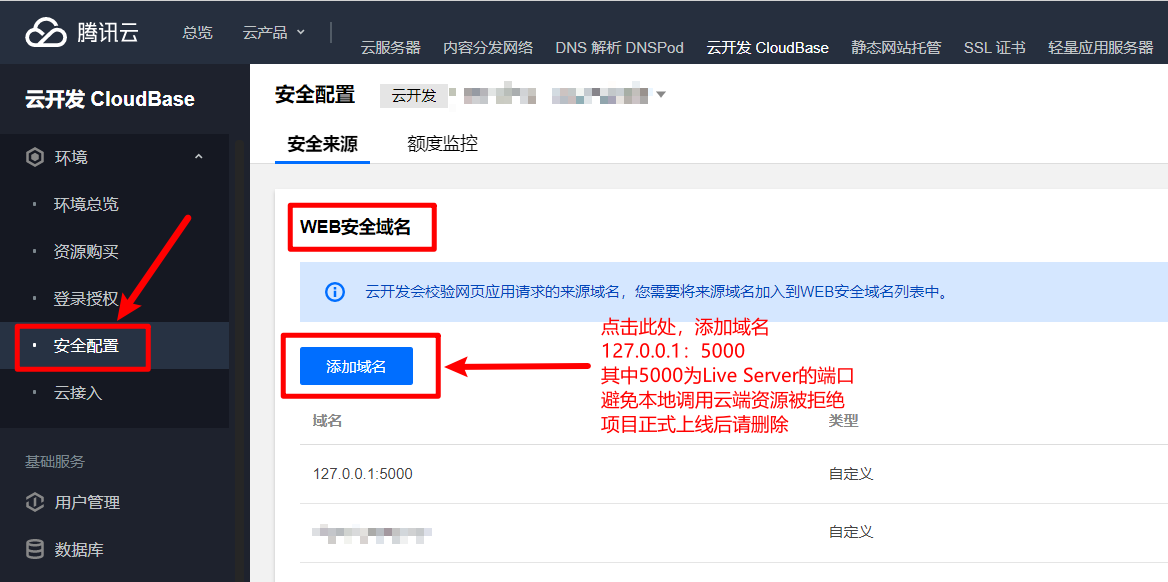 腾讯云
总览
云产品
云服务器
内容分发网络
DNS 解析 DNSPod
云开发 CloudBase
静态网站托管
SSL 证书
轻量应用服务器
云开发 CloudBase
环境
环境总览
资源购买
登录授权
安全配置
云接入
基础服务
用户管理
数据库
安全配置
云开发
安全来源
额度监控
WEB安全域名
云开发会校验网页应用请求的来源域名，您需要将来源域名加入到WEB安全域名列表中。
添加域名
点击此处，添加域名
127.0.0.1：5000
其中5000为Live Server的端口
避免本地调用云端资源被拒绝
项目正式上线后请删除
域名
类型
127.0.0.1:5000
自定义
自定义